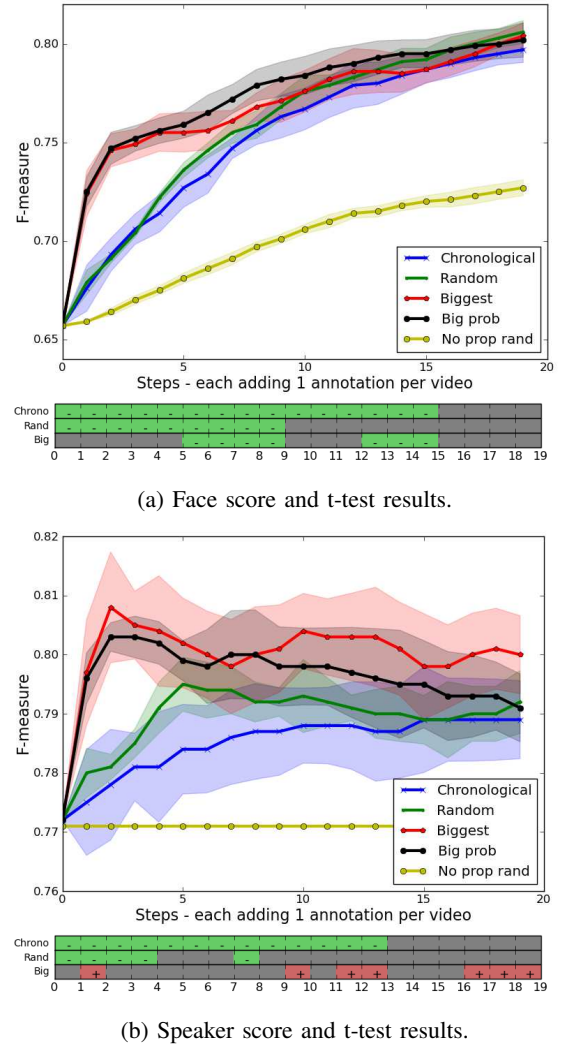 0.80
0.75
0.70
0.65
F-measure
Chronological
Random
Biggest
Big prob
No prop rand
0 5 10 15 20
Steps - each adding 1 annotation per video
Chrono - - - - - - - - - - - - - - -
Rand - - - - - - - - -
Big - - - - - - -
0 1 2 3 4 5 6 7 8 9 10 11 12 13 14 15 16 17 18 19
(a) Face score and t-test results.
0.82
0.81
0.80
0.79
0.78
0.77
0.76
F-measure
Chronological
Random
Biggest
Big prob
No prop rand
0 5 10 15 20
Steps - each adding 1 annotation per video
Chrono - - - - - - - - - - - - -
Rand - - - - -
Big + + + + + + +
0 1 2 3 4 5 6 7 8 9 10 11 12 13 14 15 16 17 18 19
(b) Speaker score and t-test results.